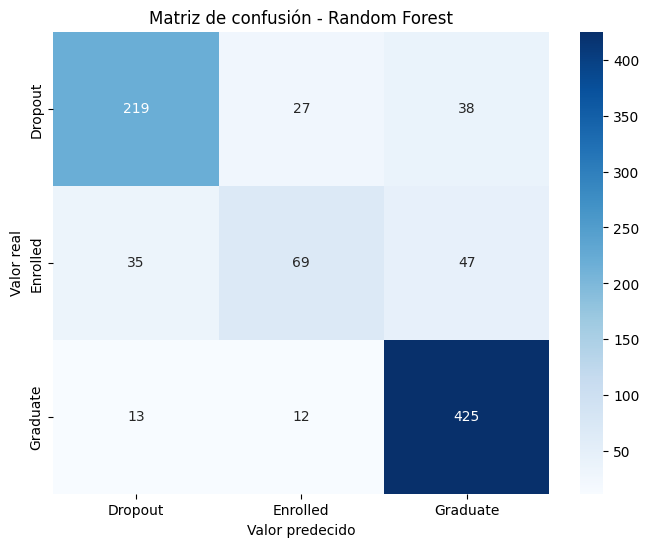 Matriz de confusión - Random Forest
Dropout
219 27 38
Enrolled
35 69 47
Graduate
13 12 425
Valor real
Dropout Enrolled Graduate
Valor predecido
400
350
300
250
200
150
100
50